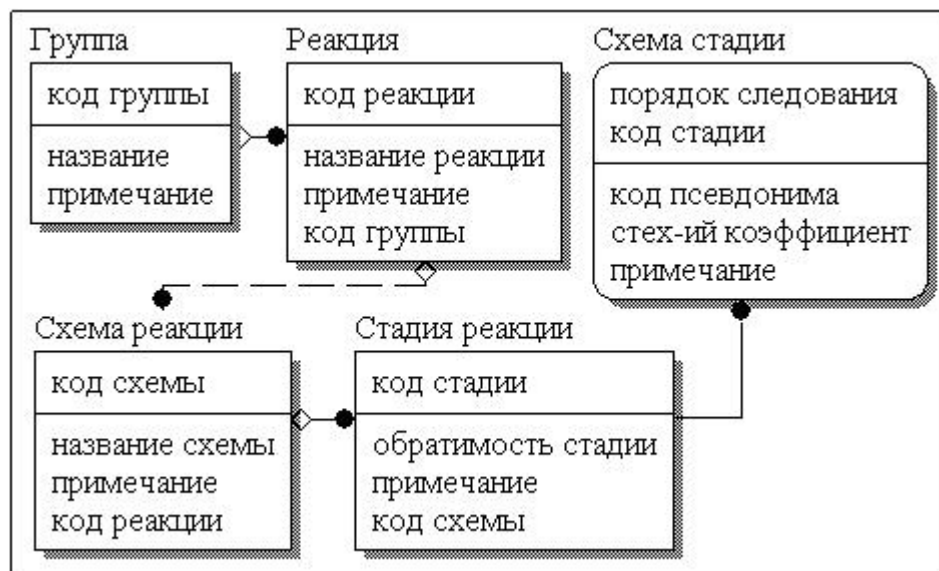 Группа
код группы
название
примечание
Реакция
код реакции
название реакции
примечание
код группы
Схема стадии
порядок следования
код стадии
код псевдонима
стех-ий коэффициент
примечание
Схема реакции
код схемы
название схемы
примечание
код реакции
Стадия реакции
код стадии
обратимость стадии
примечание
код схемы